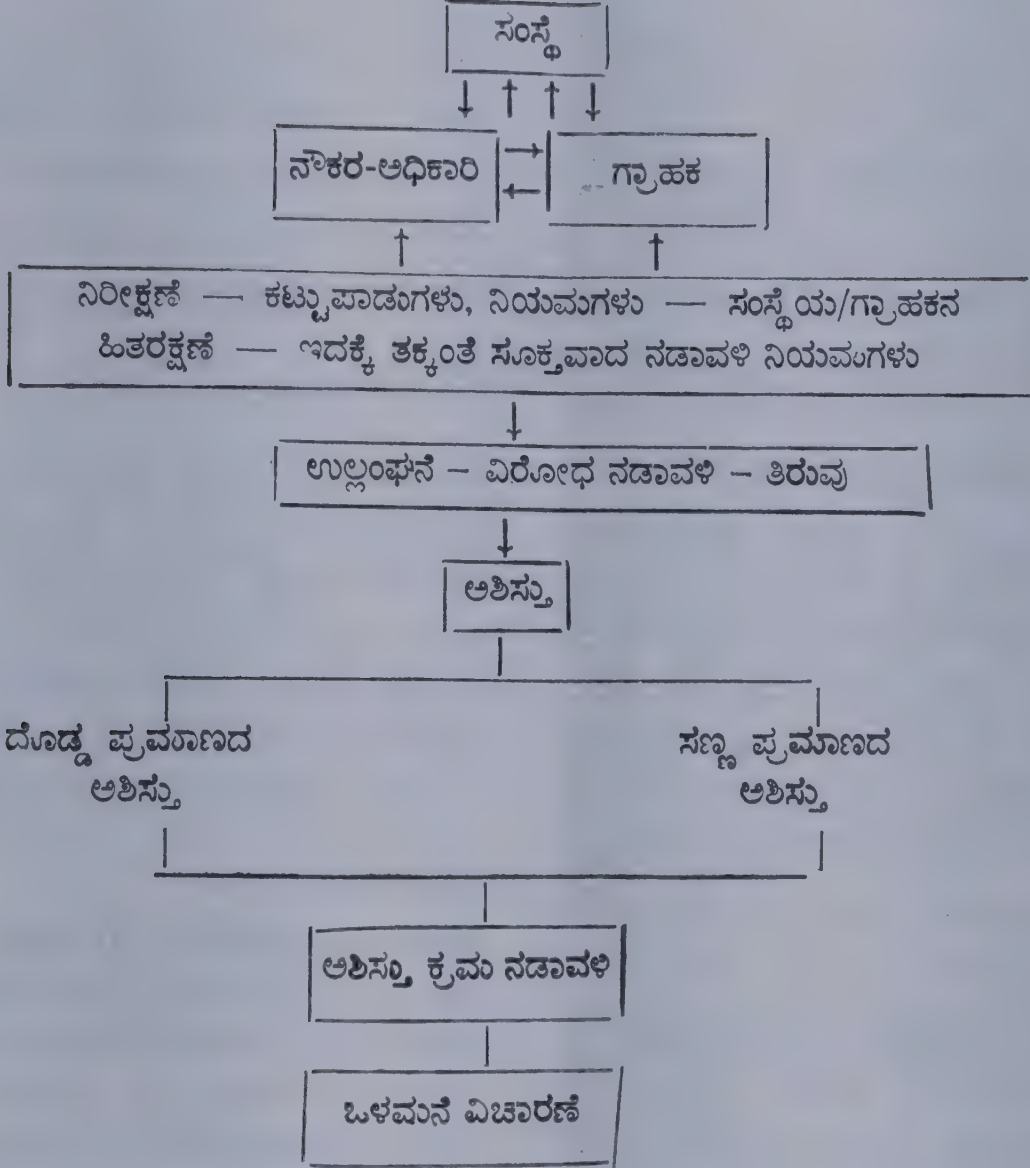 ಸಂಸ್ಥೆ
ನೌಕರ-ಅಧಿಕಾರಿ
ಗ್ರಾಹಕ
ನಿರೀಕ್ಷಣೆ — ಕಟ್ಟುಪಾಡುಗಳು, ನಿಯಮಗಳು — ಸಂಸ್ಥೆಯ/ಗ್ರಾಹಕನ
ಹಿತರಕ್ಷಣೆ — ಇದಕ್ಕೆ ತಕ್ಕಂತೆ ಸೂಕ್ತವಾದ ನಡಾವಳಿ ನಿಯಮಗಳು
ಉಲ್ಲಂಘನೆ – ವಿರೋಧ ನಡಾವಳಿ – ತಿರುವು
ಅಶಿಸ್ತು
ದೊಡ್ಡ ಪ್ರಮಾಣದ
ಅಶಿಸ್ತು
ಸಣ್ಣ ಪ್ರಮಾಣದ
ಅಶಿಸ್ತು
ಅಶಿಸ್ತು ಕ್ರಮ ನಡಾವಳಿ
ಒಳಮನೆ ವಿಚಾರಣೆ